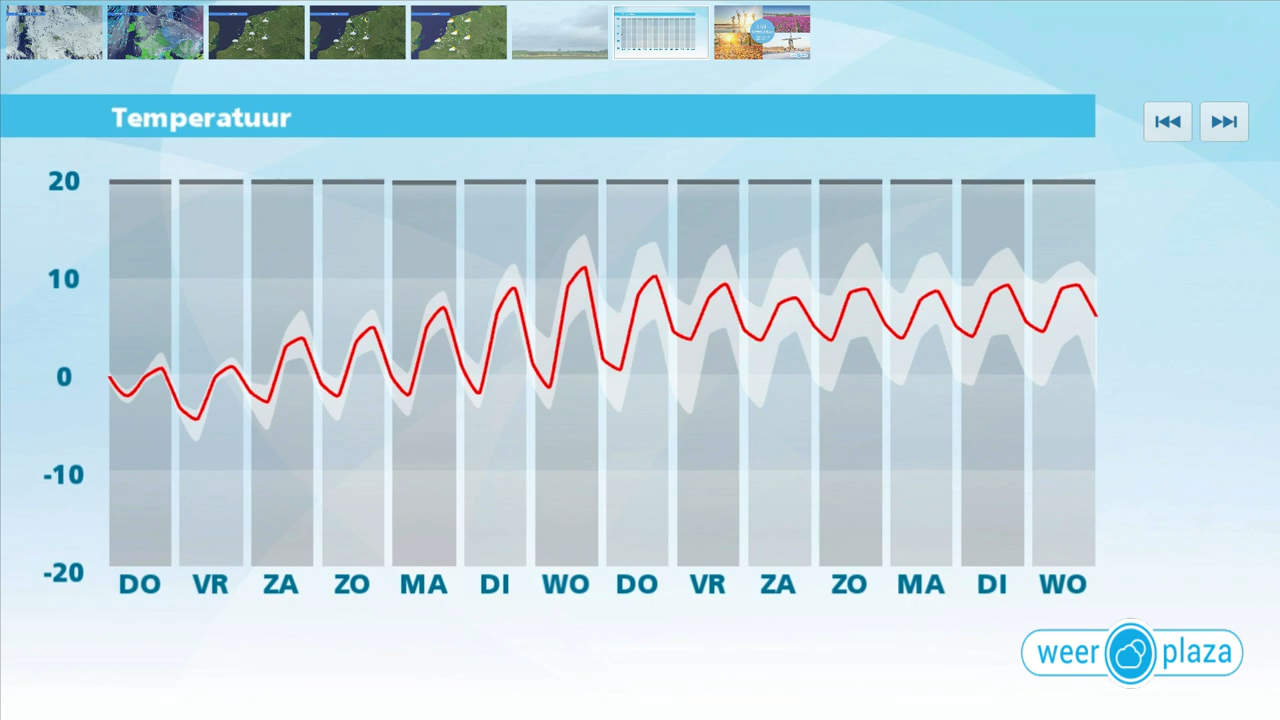 Temperatuur
20
10
0
-10
-20
DO VR ZA ZO MA DI WO DO VR ZA ZO MA DI WO
weer plaza